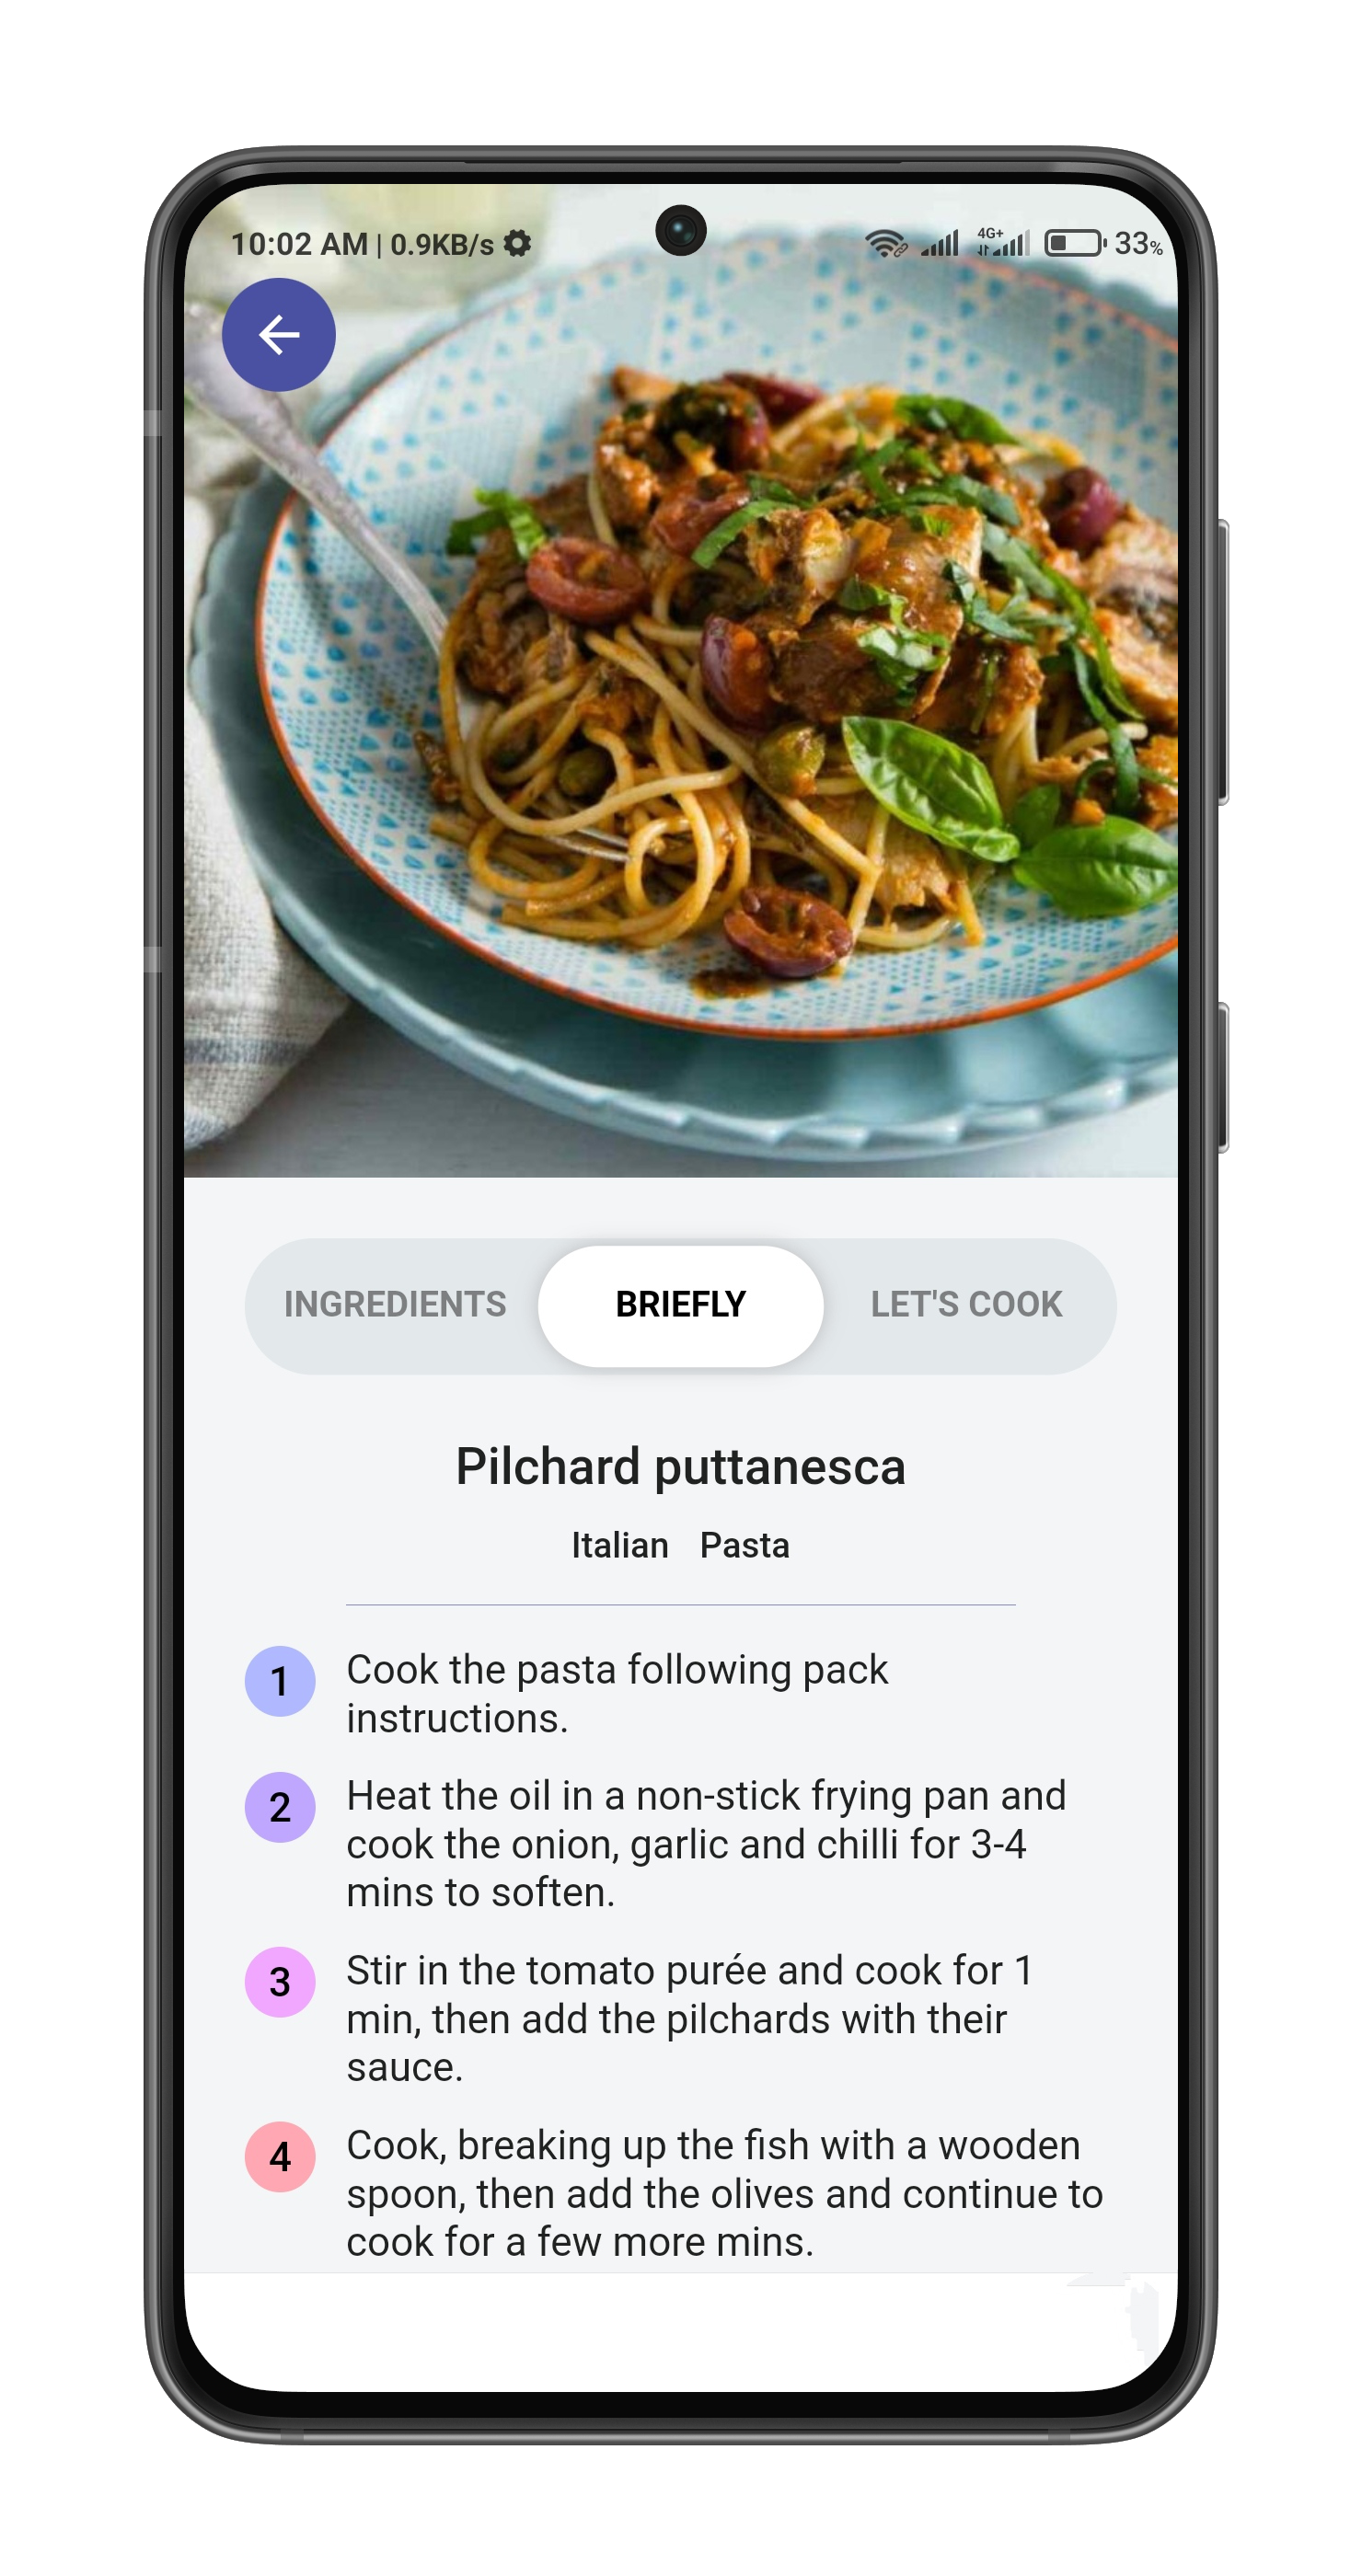 10:02 AM | 0.9KB/s
4G+
33%
INGREDIENTS BRIEFLY LET'S COOK
Pilchard puttanesca
Italian Pasta
1 Cook the pasta following pack
instructions.
2 Heat the oil in a non-stick frying pan and
cook the onion, garlic and chilli for 3-4
mins to soften.
3 Stir in the tomato purée and cook for 1
min, then add the pilchards with their
sauce.
4 Cook, breaking up the fish with a wooden
spoon, then add the olives and continue to
cook for a few more mins.